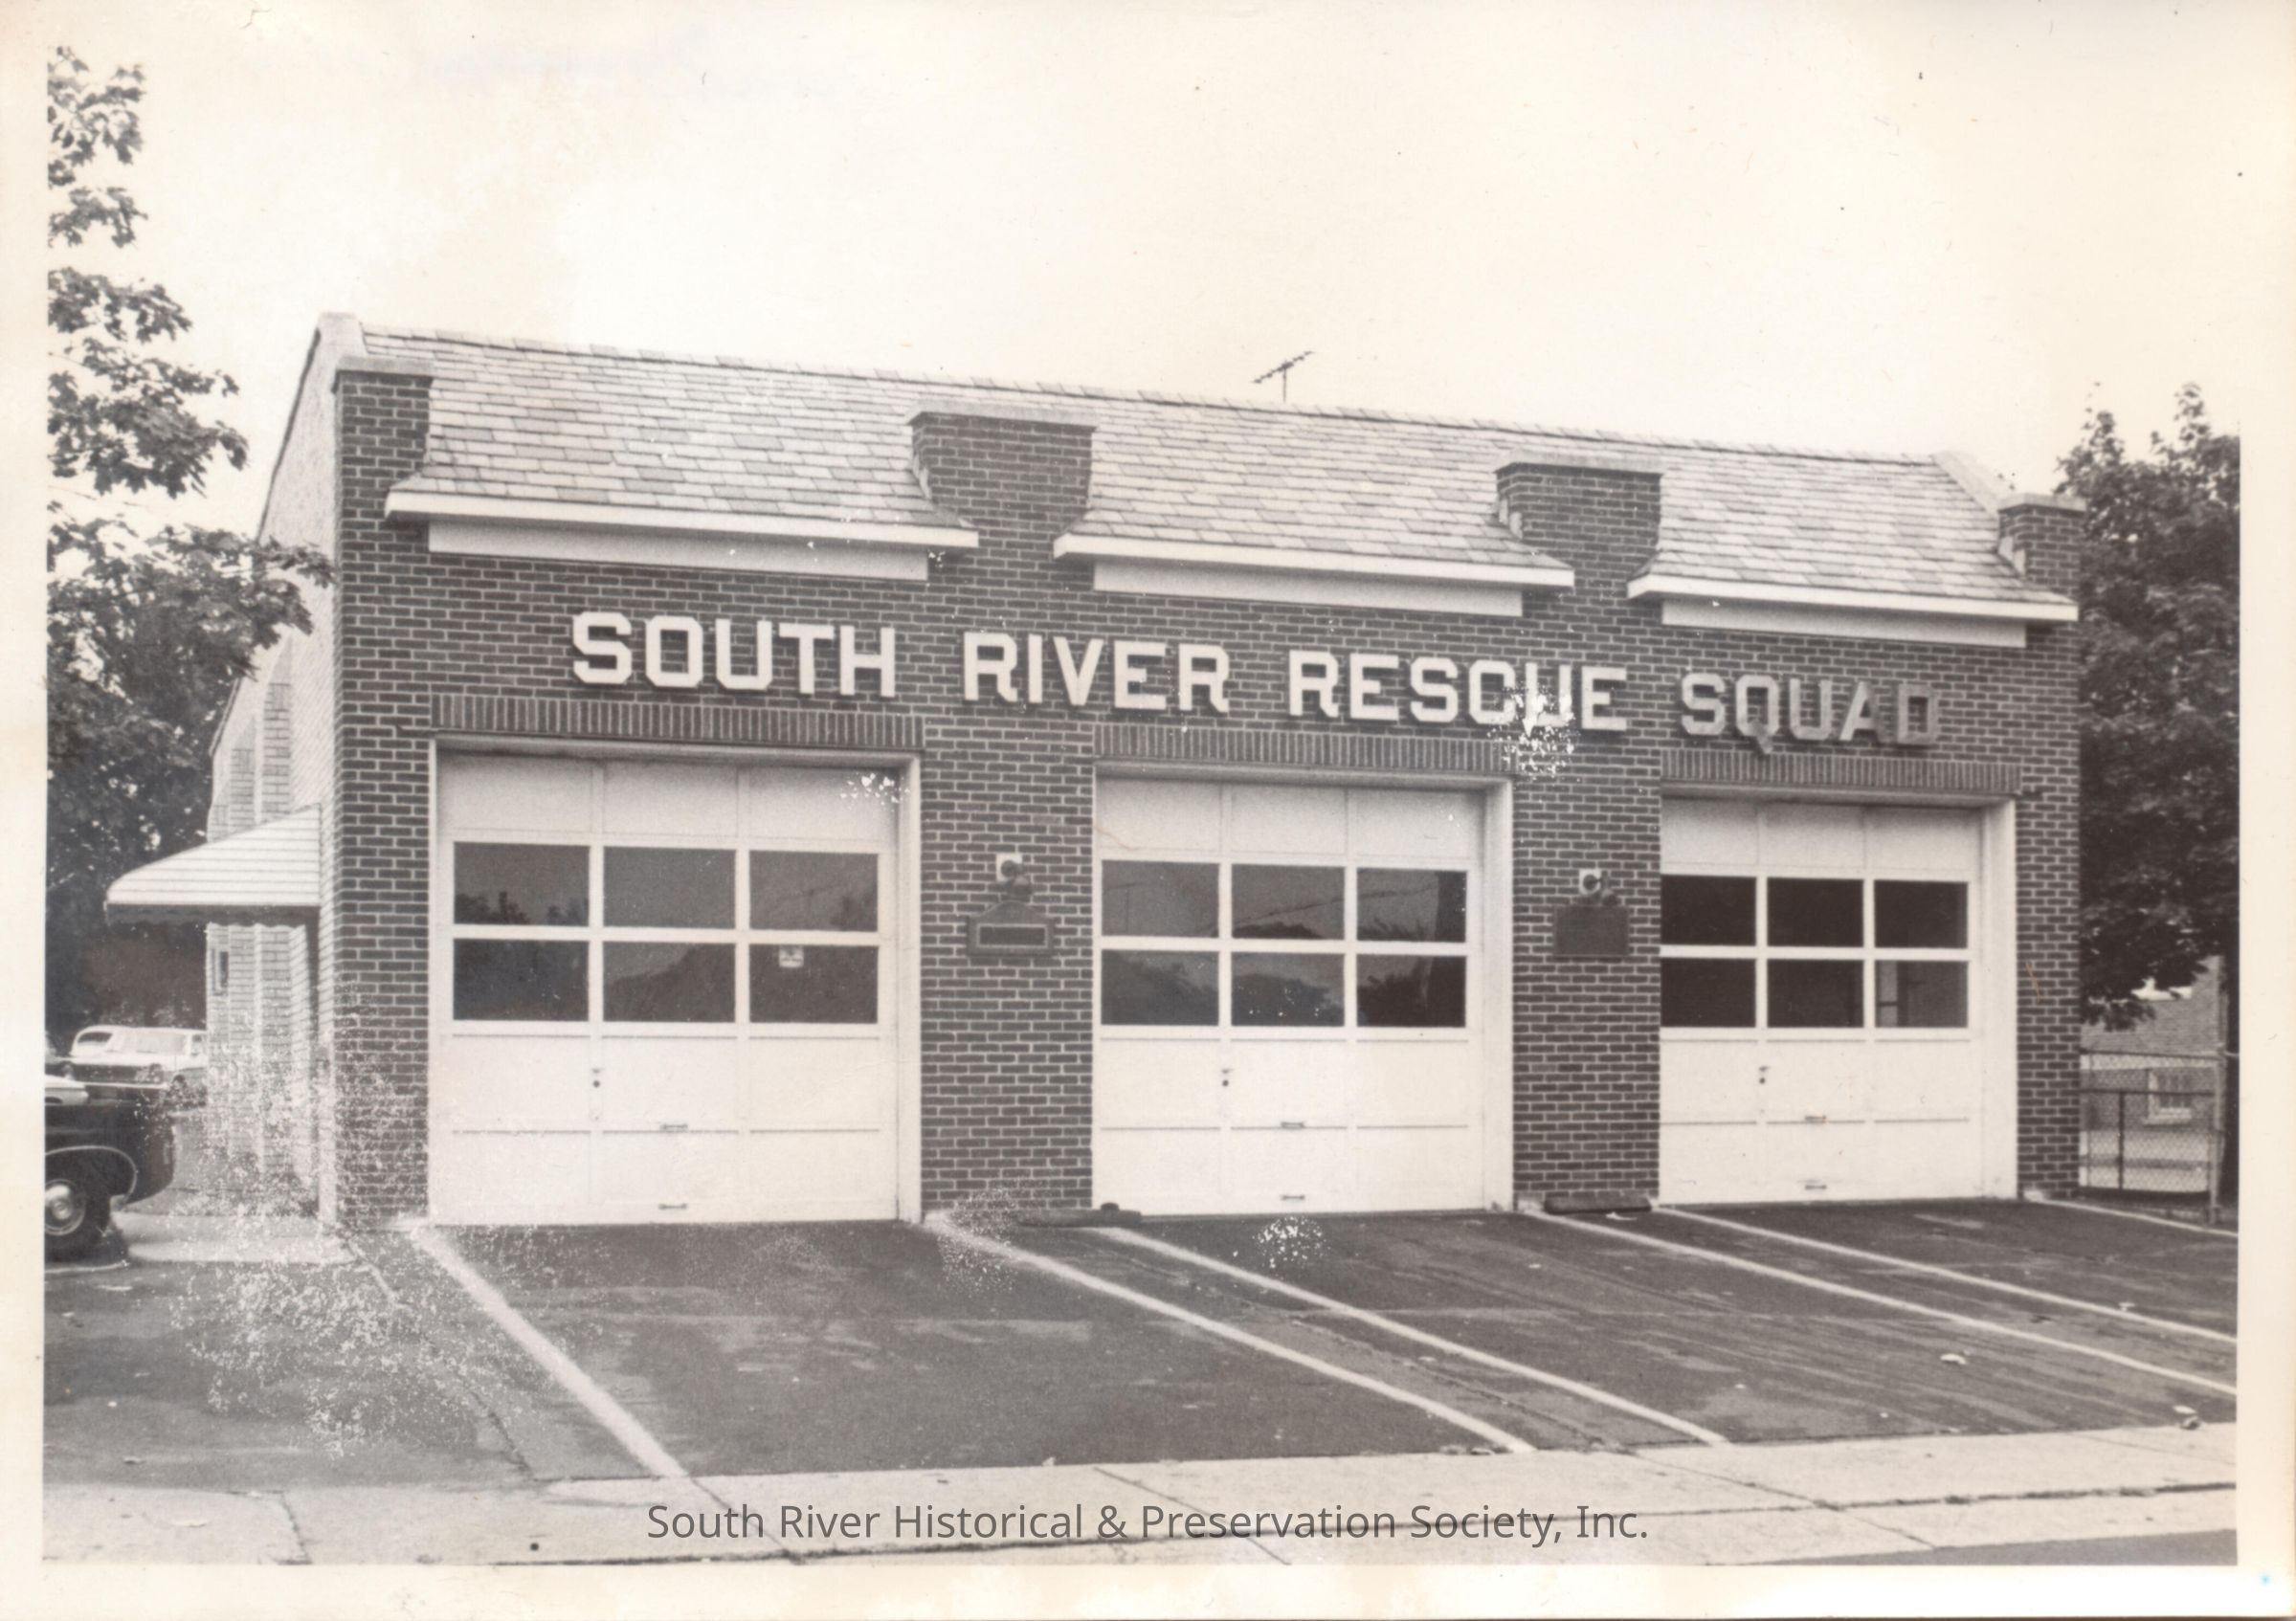 SOUTH RIVER RESCUE SQUAD
South River Historical & Preservation Society, Inc.